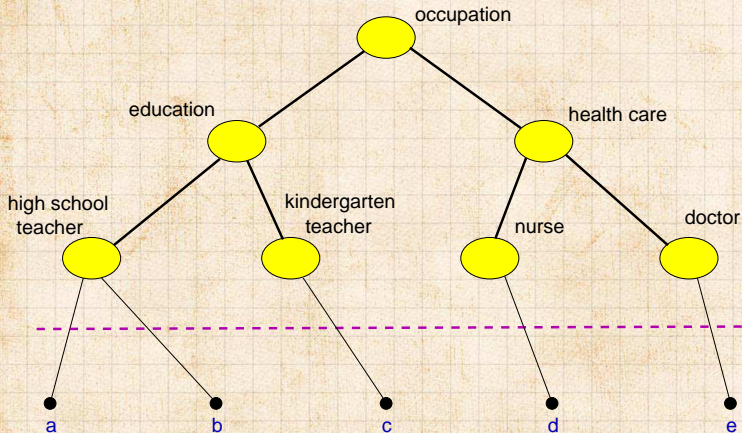 occupation
education
health care
high school
teacher
kindergarten
teacher
nurse
doctor
a
b
c
d
e